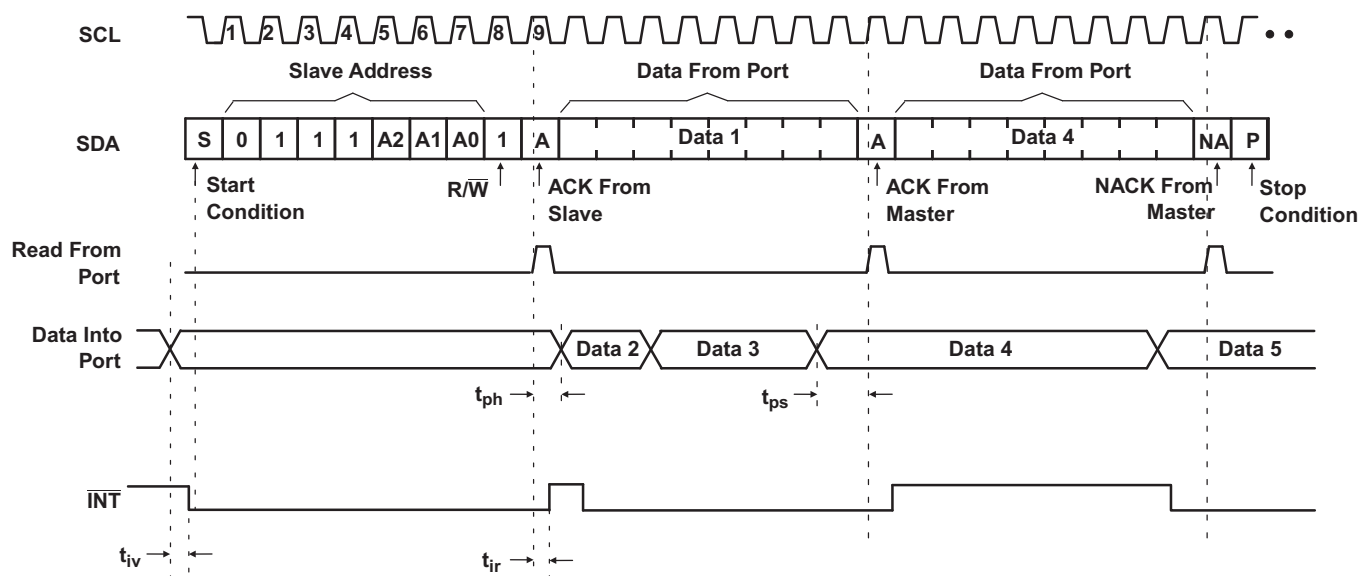 SCL
1 2 3 4 5 6 7 8 9
Slave Address
Data From Port
Data From Port
SDA
S 0 1 1 1 A2 A1 A0 1 A Data 1 A Data 4 NA P
Start
Condition
R/W̅
ACK From
Slave
ACK From
Master
NACK From
Master
Stop
Condition
Read From
Port
Data Into
Port
Data 2 Data 3 Data 4 Data 5
tph
tps
I̅N̅T̅
tiv
tir